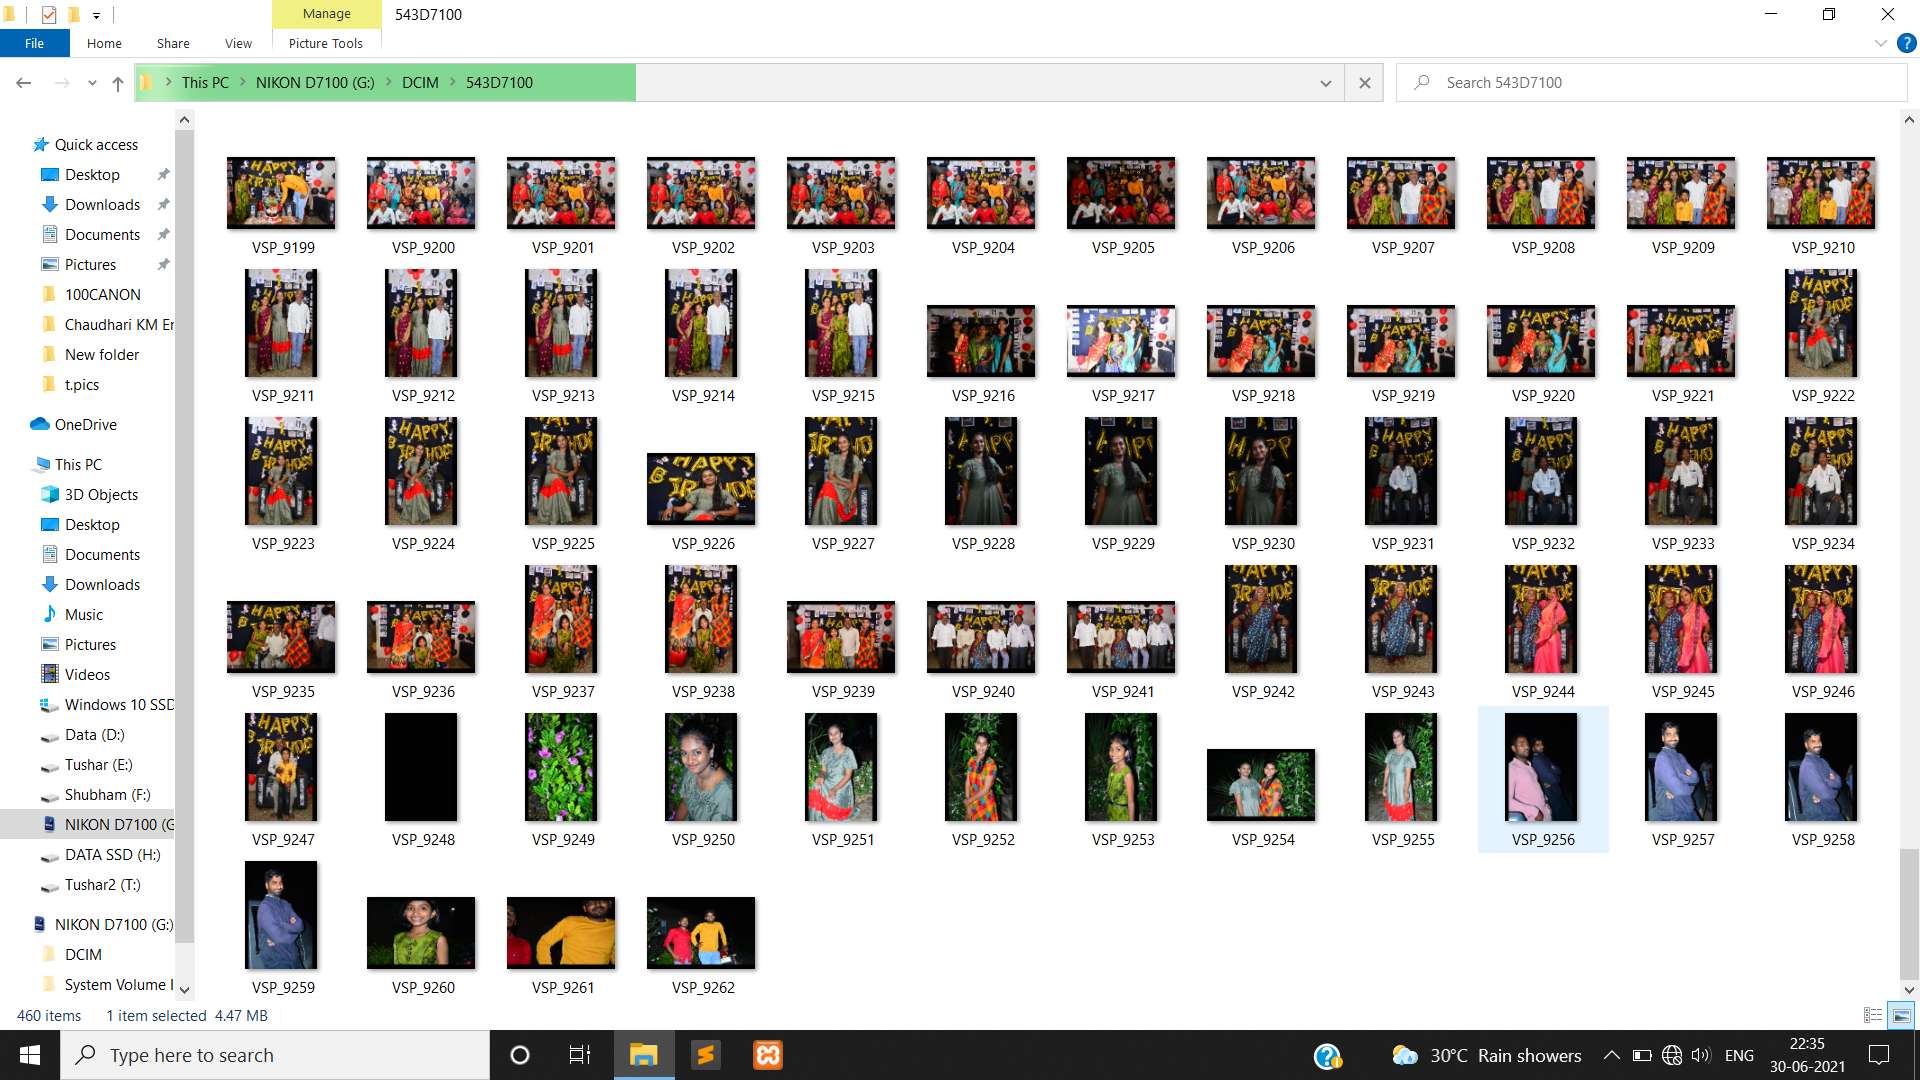 Manage
543D7100
File
Home
Share
View
Picture Tools
This PC
NIKON D7100 (G:)
DCIM
543D7100
Search 543D7100
Quick access
Desktop
Downloads
Documents
Pictures
100CANON
Chaudhari KM Er
New folder
t.pics
OneDrive
This PC
3D Objects
Desktop
Documents
Downloads
Music
Pictures
Videos
Windows 10 SSD
Data (D:)
Tushar (E:)
Shubham (F:)
NIKON D7100 (G
DATA SSD (H:)
Tushar2 (T:)
NIKON D7100 (G:)
DCIM
System Volume I
VSP_9199 VSP_9200 VSP_9201 VSP_9202 VSP_9203 VSP_9204 VSP_9205 VSP_9206 VSP_9207 VSP_9208 VSP_9209 VSP_9210
VSP_9211 VSP_9212 VSP_9213 VSP_9214 VSP_9215 VSP_9216 VSP_9217 VSP_9218 VSP_9219 VSP_9220 VSP_9221 VSP_9222
VSP_9223 VSP_9224 VSP_9225 VSP_9226 VSP_9227 VSP_9228 VSP_9229 VSP_9230 VSP_9231 VSP_9232 VSP_9233 VSP_9234
VSP_9235 VSP_9236 VSP_9237 VSP_9238 VSP_9239 VSP_9240 VSP_9241 VSP_9242 VSP_9243 VSP_9244 VSP_9245 VSP_9246
VSP_9247 VSP_9248 VSP_9249 VSP_9250 VSP_9251 VSP_9252 VSP_9253 VSP_9254 VSP_9255 VSP_9256 VSP_9257 VSP_9258
VSP_9259 VSP_9260 VSP_9261 VSP_9262
460 items 1 item selected 4.47 MB
Type here to search
30°C Rain showers
ENG
22:35
30-06-2021